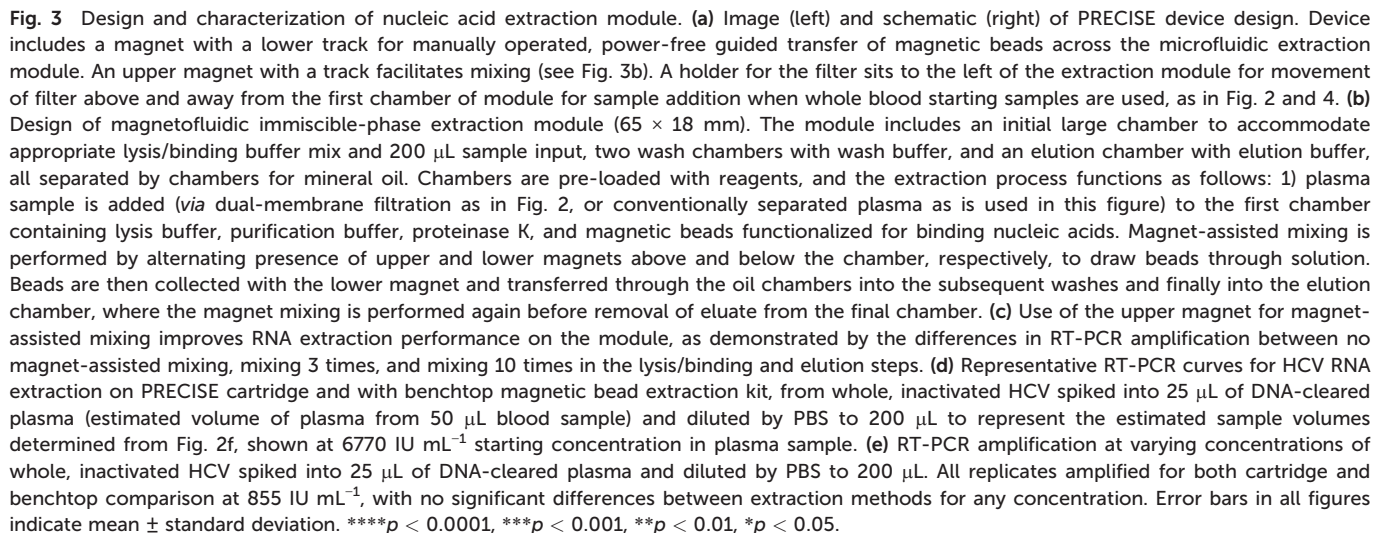 Fig. 3 Design and characterization of nucleic acid extraction module. (a) Image (left) and schematic (right) of PRECISE device design. Device
includes a magnet with a lower track for manually operated, power-free guided transfer of magnetic beads across the microfluidic extraction
module. An upper magnet with a track facilitates mixing (see Fig. 3b). A holder for the filter sits to the left of the extraction module for movement
of filter above and away from the first chamber of module for sample addition when whole blood starting samples are used, as in Fig. 2 and 4. (b)
Design of magnetofluidic immiscible-phase extraction module (65 × 18 mm). The module includes an initial large chamber to accommodate
appropriate lysis/binding buffer mix and 200 μL sample input, two wash chambers with wash buffer, and an elution chamber with elution buffer,
all separated by chambers for mineral oil. Chambers are pre-loaded with reagents, and the extraction process functions as follows: 1) plasma
sample is added (via dual-membrane filtration as in Fig. 2, or conventionally separated plasma as is used in this figure) to the first chamber
containing lysis buffer, purification buffer, proteinase K, and magnetic beads functionalized for binding nucleic acids. Magnet-assisted mixing is
performed by alternating presence of upper and lower magnets above and below the chamber, respectively, to draw beads through solution.
Beads are then collected with the lower magnet and transferred through the oil chambers into the subsequent washes and finally into the elution
chamber, where the magnet mixing is performed again before removal of eluate from the final chamber. (c) Use of the upper magnet for magnet-
assisted mixing improves RNA extraction performance on the module, as demonstrated by the differences in RT-PCR amplification between no
magnet-assisted mixing, mixing 3 times, and mixing 10 times in the lysis/binding and elution steps. (d) Representative RT-PCR curves for HCV RNA
extraction on PRECISE cartridge and with benchtop magnetic bead extraction kit, from whole, inactivated HCV spiked into 25 μL of DNA-cleared
plasma (estimated volume of plasma from 50 μL blood sample) and diluted by PBS to 200 μL to represent the estimated sample volumes
determined from Fig. 2f, shown at 6770 IU mL⁻¹ starting concentration in plasma sample. (e) RT-PCR amplification at varying concentrations of
whole, inactivated HCV spiked into 25 μL of DNA-cleared plasma and diluted by PBS to 200 μL. All replicates amplified for both cartridge and
benchtop comparison at 855 IU mL⁻¹, with no significant differences between extraction methods for any concentration. Error bars in all figures
indicate mean ± standard deviation. ****p < 0.0001, ***p < 0.001, **p < 0.01, *p < 0.05.